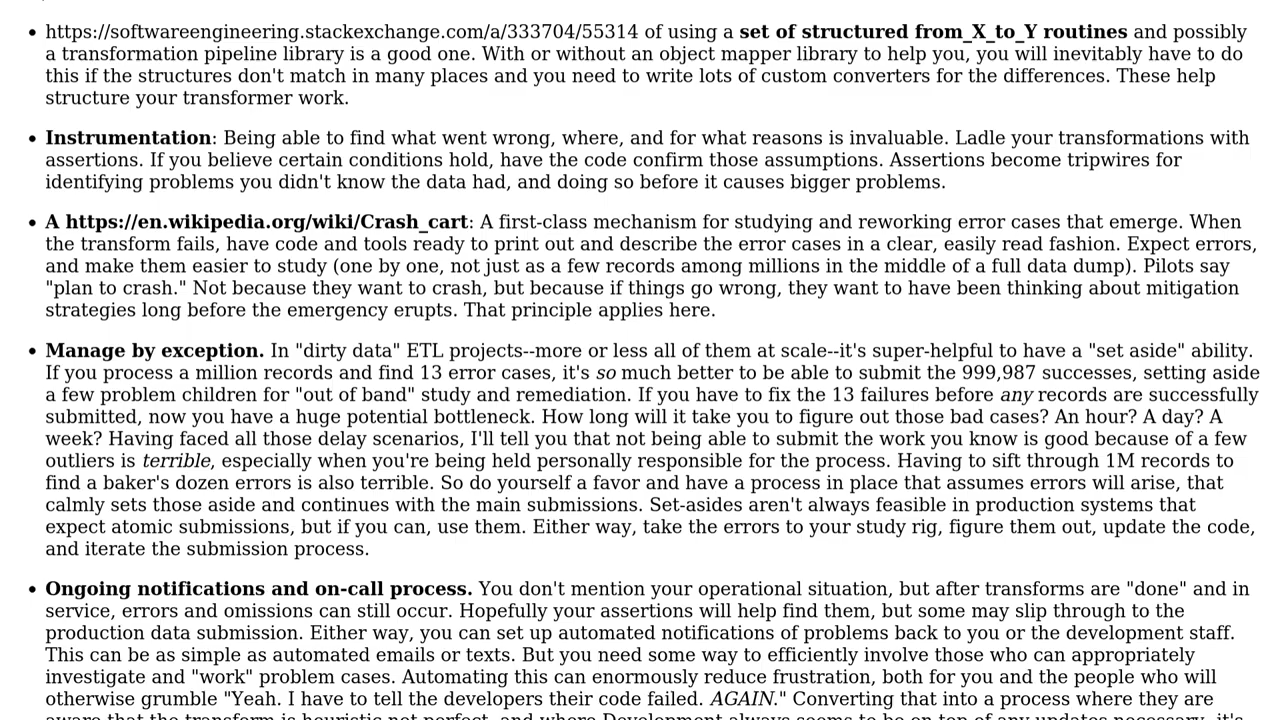 • https://softwareengineering.stackexchange.com/a/333704/55314 of using a set of structured from_X_to_Y routines and possibly
a transformation pipeline library is a good one. With or without an object mapper library to help you, you will inevitably have to do
this if the structures don't match in many places and you need to write lots of custom converters for the differences. These help
structure your transformer work.
• Instrumentation: Being able to find what went wrong, where, and for what reasons is invaluable. Ladle your transformations with
assertions. If you believe certain conditions hold, have the code confirm those assumptions. Assertions become tripwires for
identifying problems you didn't know the data had, and doing so before it causes bigger problems.
• A https://en.wikipedia.org/wiki/Crash_cart: A first-class mechanism for studying and reworking error cases that emerge. When
the transform fails, have code and tools ready to print out and describe the error cases in a clear, easily read fashion. Expect errors,
and make them easier to study (one by one, not just as a few records among millions in the middle of a full data dump). Pilots say
"plan to crash." Not because they want to crash, but because if things go wrong, they want to have been thinking about mitigation
strategies long before the emergency erupts. That principle applies here.
• Manage by exception. In "dirty data" ETL projects--more or less all of them at scale--it's super-helpful to have a "set aside" ability.
If you process a million records and find 13 error cases, it's so much better to be able to submit the 999,987 successes, setting aside
a few problem children for "out of band" study and remediation. If you have to fix the 13 failures before any records are successfully
submitted, now you have a huge potential bottleneck. How long will it take you to figure out those bad cases? An hour? A day? A
week? Having faced all those delay scenarios, I'll tell you that not being able to submit the work you know is good because of a few
outliers is terrible, especially when you're being held personally responsible for the process. Having to sift through 1M records to
find a baker's dozen errors is also terrible. So do yourself a favor and have a process in place that assumes errors will arise, that
calmly sets those aside and continues with the main submissions. Set-asides aren't always feasible in production systems that
expect atomic submissions, but if you can, use them. Either way, take the errors to your study rig, figure them out, update the code,
and iterate the submission process.
• Ongoing notifications and on-call process. You don't mention your operational situation, but after transforms are "done" and in
service, errors and omissions can still occur. Hopefully your assertions will help find them, but some may slip through to the
production data submission. Either way, you can set up automated notifications of problems back to you or the development staff.
This can be as simple as automated emails or texts. But you need some way to efficiently involve those who can appropriately
investigate and "work" problem cases. Automating this can enormously reduce frustration, both for you and the people who will
otherwise grumble "Yeah. I have to tell the developers their code failed. AGAIN." Converting that into a process where they are
aware that the transform is heuristic not perfect, and where Development always seems to be on top of any updates necessary, it's